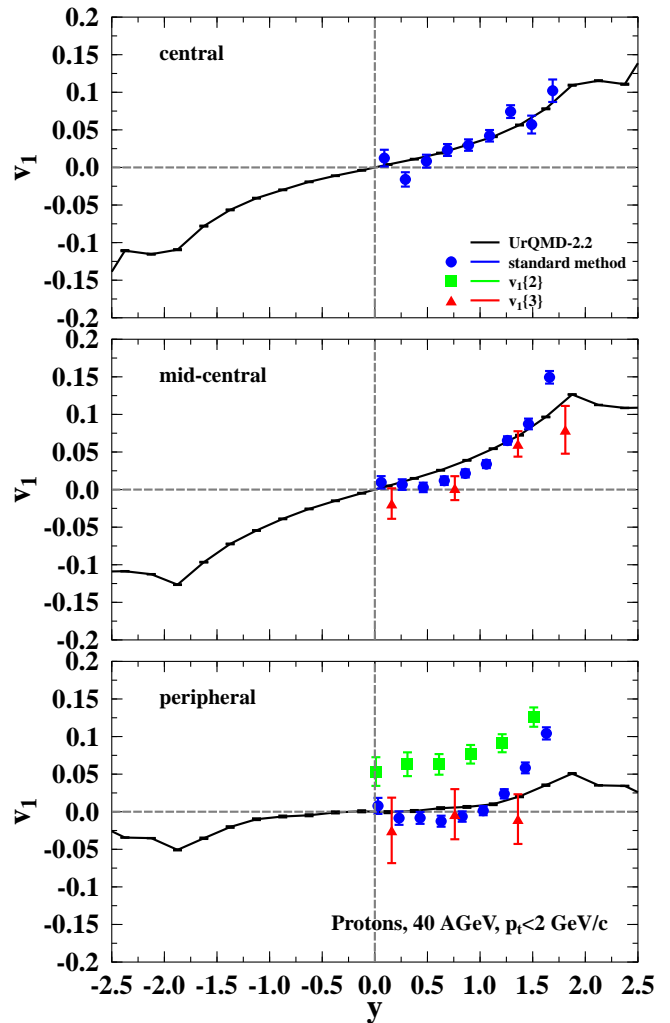 0.2
0.15
central
0.1
0.05
v1
0.0
-0.05
UrQMD-2.2
-0.1
standard method
v1{2}
-0.15
v1{3}
-0.2
0.15
mid-central
0.1
0.05
v1
0.0
-0.05
-0.1
-0.15
-0.2
0.15
peripheral
0.1
0.05
v1
0.0
-0.05
-0.1
Protons, 40 AGeV, pt<2 GeV/c
-0.15
-0.2
-2.5 -2.0 -1.5 -1.0 -0.5 0.0 0.5 1.0 1.5 2.0 2.5
y